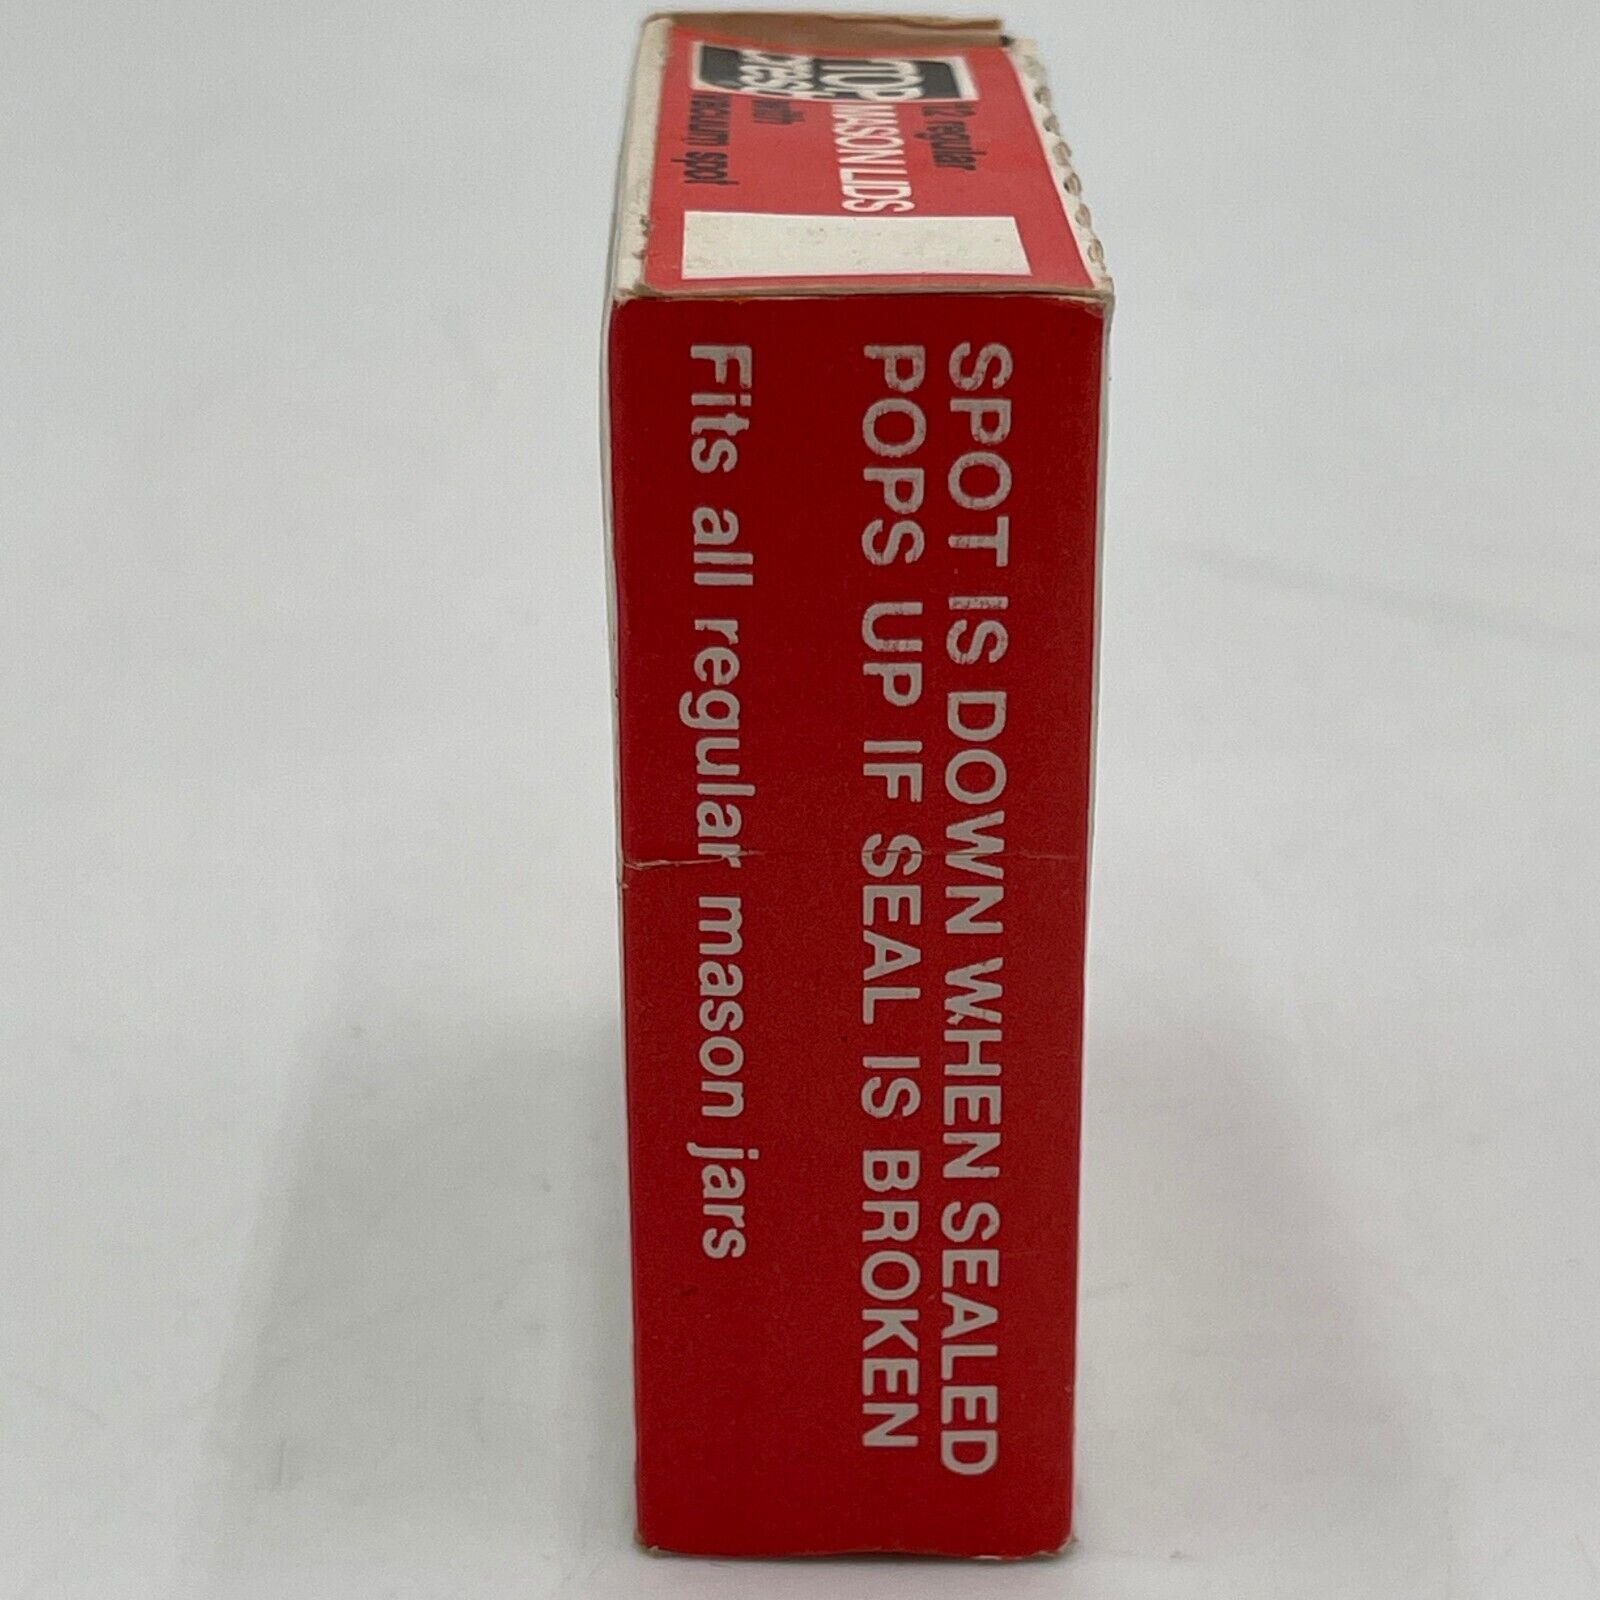 12 regular
TOP
MASON LIDS
with
vacuum spot
SPOT IS DOWN WHEN SEALED
POPS UP IF SEAL IS BROKEN
Fits all regular mason jars